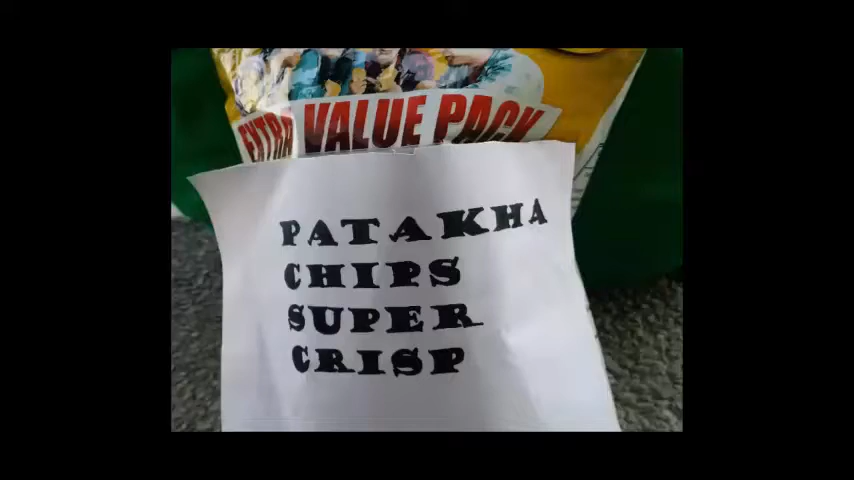 EXTRA VALUE PACK
PATAKHA
CHIPS
SUPER
CRISP